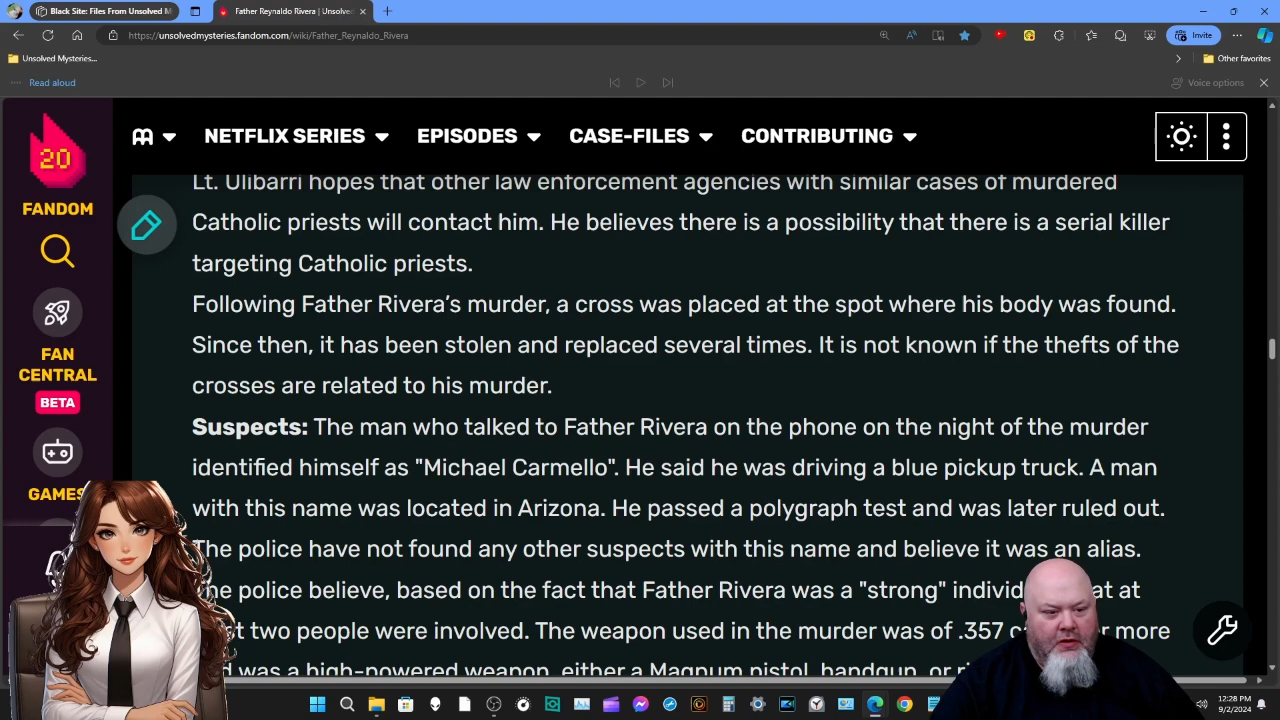 Black Site: Files From Unsolved M
Father Reynaldo Rivera | Unsolved
https://unsolvedmysteries.fandom.com/wiki/Father_Reynaldo_Rivera
Invite
Unsolved Mysteries...
Other favorites
Read aloud
Voice options
20
FANDOM
FAN
CENTRAL
BETA
GAMES
NETFLIX SERIES
EPISODES
CASE-FILES
CONTRIBUTING
Lt. Ulibarri hopes that other law enforcement agencies with similar cases of murdered
Catholic priests will contact him. He believes there is a possibility that there is a serial killer
targeting Catholic priests.
Following Father Rivera's murder, a cross was placed at the spot where his body was found.
Since then, it has been stolen and replaced several times. It is not known if the thefts of the
crosses are related to his murder.
Suspects: The man who talked to Father Rivera on the phone on the night of the murder
identified himself as "Michael Carmello". He said he was driving a blue pickup truck. A man
with this name was located in Arizona. He passed a polygraph test and was later ruled out.
The police have not found any other suspects with this name and believe it was an alias.
The police believe, based on the fact that Father Rivera was a "strong" at
two people were involved. The weapon used in the murder was of .357 more
was a high-powered weapon, either a Magnum pistol, handgun, or
12:28 PM
9/2/2024